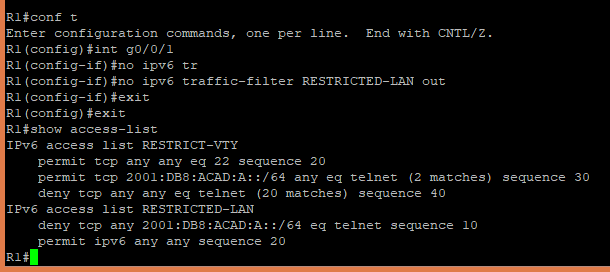 R1#conf t
Enter configuration commands, one per line.  End with CNTL/Z.
R1(config)#int g0/0/1
R1(config-if)#no ipv6 tr
R1(config-if)#no ipv6 traffic-filter RESTRICTED-LAN out
R1(config-if)#exit
R1(config)#exit
R1#show access-list
IPv6 access list RESTRICT-VTY
    permit tcp any any eq 22 sequence 20
    permit tcp 2001:DB8:ACAD:A::/64 any eq telnet (2 matches) sequence 30
    deny tcp any any eq telnet (20 matches) sequence 40
IPv6 access list RESTRICTED-LAN
    deny tcp any 2001:DB8:ACAD:A::/64 eq telnet sequence 10
    permit ipv6 any any sequence 20
R1#